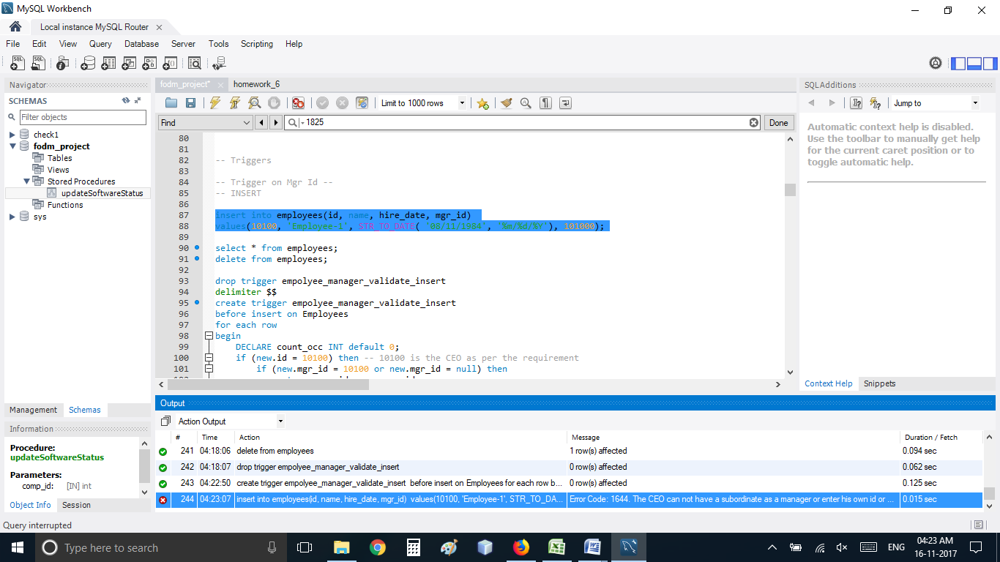 MySQL Workbench
Local instance MySQL Router
File Edit View Query Database Server Tools Scripting Help
Navigator
SCHEMAS
Filter objects
check1
fodm_project
Tables
Views
Stored Procedures
updateSoftwareStatus
Functions
sys
Management Schemas
Information
Procedure:
updateSoftwareStatus
Parameters:
comp_id: [IN] int
Object Info Session
fodm_project* homework_6
Limit to 1000 rows
Find 1825 Done
80
81
82 -- Triggers
83
84 -- Trigger on Mgr Id --
85 -- INSERT
86
87 insert into employees(id, name, hire_date, mgr_id)
88 values(10100, 'Employee-1', STR_TO_DATE( '08/11/1984', '%m/%d/%Y'), 101000);
89
90 select * from employees;
91 delete from employees;
92
93 drop trigger empolyee_manager_validate_insert
94 delimiter $$
95 create trigger empolyee_manager_validate_insert
96 before insert on Employees
97 for each row
98 begin
99 DECLARE count_occ INT default 0;
100 if (new.id = 10100) then -- 10100 is the CEO as per the requirement
101 if (new.mgr_id = 10100 or new.mgr_id = null) then
SQLAdditions
Jump to
Automatic context help is disabled.
Use the toolbar to manually get help
for the current caret position or to
toggle automatic help.
Context Help Snippets
Output
Action Output
# Time Action Message Duration / Fetch
241 04:18:06 delete from employees 1 row(s) affected 0.094 sec
242 04:18:07 drop trigger empolyee_manager_validate_insert 0 row(s) affected 0.062 sec
243 04:22:50 create trigger empolyee_manager_validate_insert before insert on Employees for each row b... 0 row(s) affected 0.125 sec
244 04:23:07 insert into employees(id, name, hire_date, mgr_id) values(10100, 'Employee-1', STR_TO_DA... Error Code: 1644. The CEO can not have a subordinate as a manager or enter his own id or ... 0.015 sec
Query interrupted
Type here to search
ENG
04:23 AM
16-11-2017